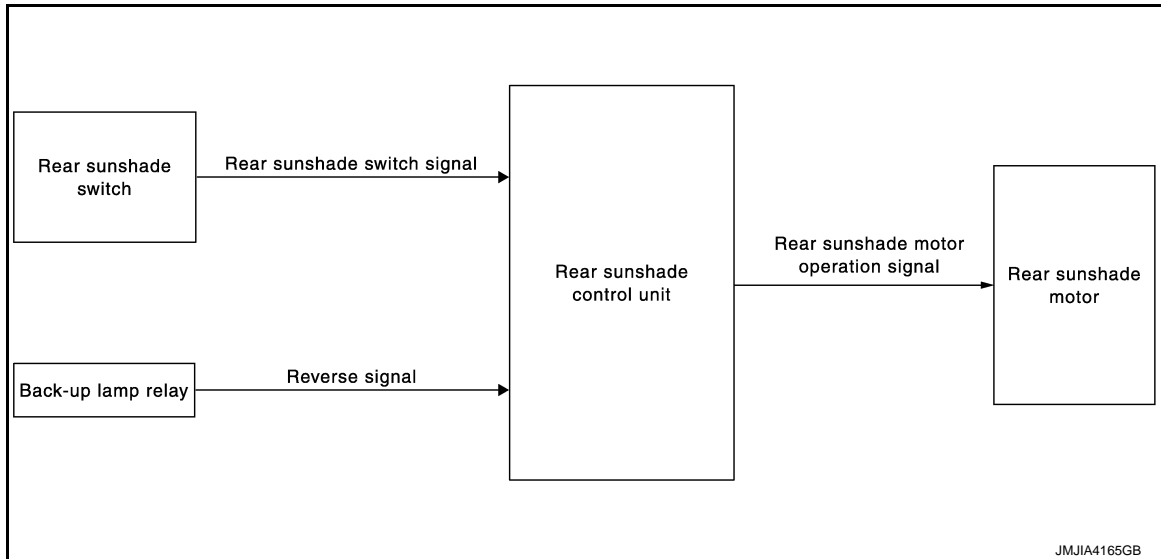 Rear sunshade
switch
Rear sunshade switch signal
Back-up lamp relay
Reverse signal
Rear sunshade
control unit
Rear sunshade motor
operation signal
Rear sunshade
motor
JMJIA4165GB